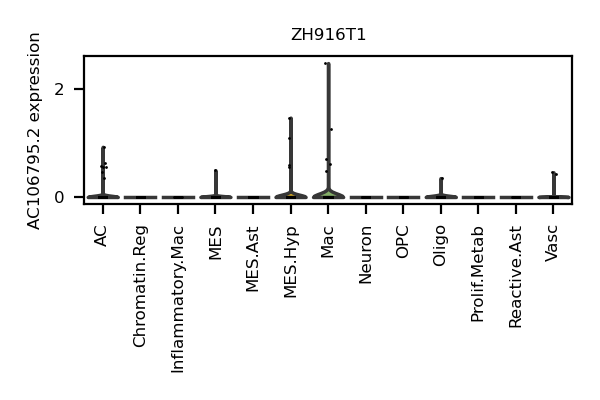 ZH916T1
AC106795.2 expression
2
0
AC
Chromatin.Reg
Inflammatory.Mac
MES
MES.Ast
MES.Hyp
Mac
Neuron
OPC
Oligo
Prolif.Metab
Reactive.Ast
Vasc